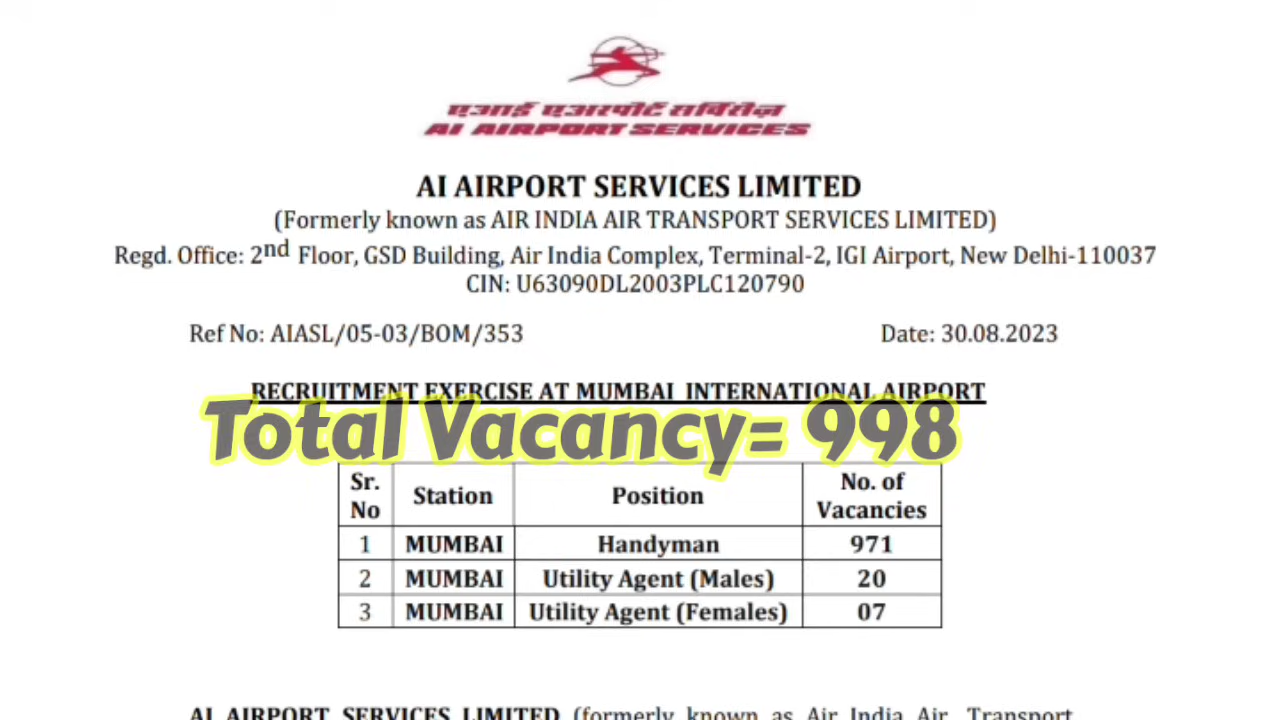 एआई एअरपोर्ट सर्विसेज़
AI AIRPORT SERVICES
AI AIRPORT SERVICES LIMITED
(Formerly known as AIR INDIA AIR TRANSPORT SERVICES LIMITED)
Regd. Office: 2nd Floor, GSD Building, Air India Complex, Terminal-2, IGI Airport, New Delhi-110037
CIN: U63090DL2003PLC120790
Ref No: AIASL/05-03/BOM/353 Date: 30.08.2023
RECRUITMENT EXERCISE AT MUMBAI INTERNATIONAL AIRPORT
Total Vacancy= 998
Sr. No Station Position No. of Vacancies
1 MUMBAI Handyman 971
2 MUMBAI Utility Agent (Males) 20
3 MUMBAI Utility Agent (Females) 07
AI AIRPORT SERVICES LIMITED (formerly known as Air India Air Transport